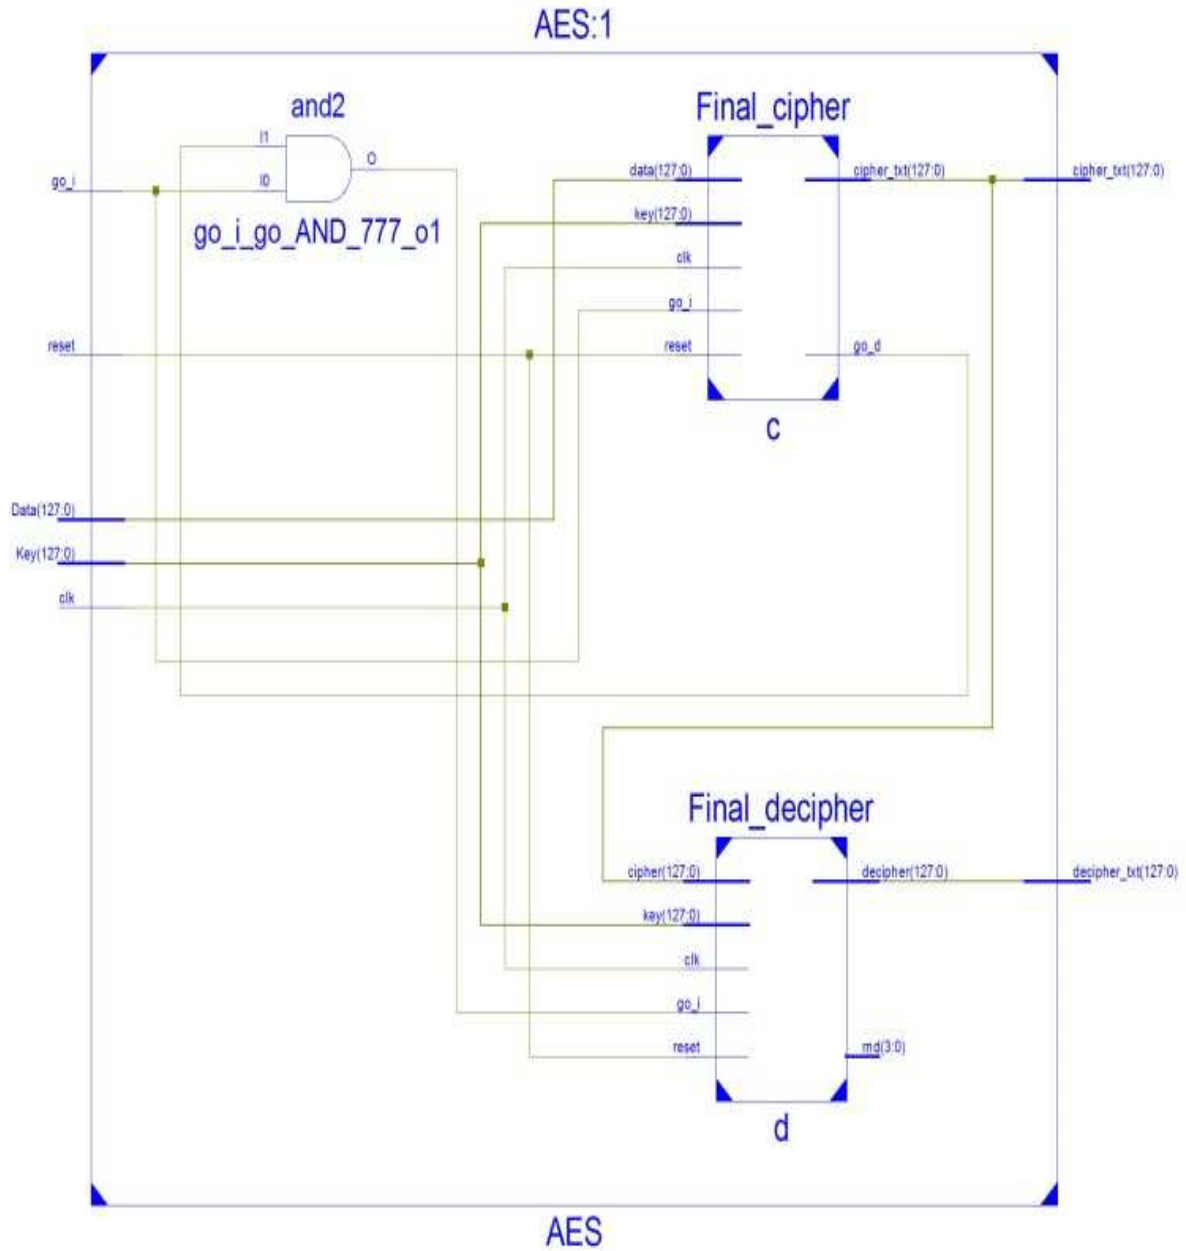 AES:1
and2
Final_cipher
I1
O
data(127:0)
cipher_txt(127:0)
cipher_txt(127:0)
go_i
I0
key(127:0)
go_i_go_AND_777_o1
clk
go_i
reset
reset
go_d
c
Data(127:0)
Key(127:0)
clk
Final_decipher
cipher(127:0)
decipher(127:0)
decipher_txt(127:0)
key(127:0)
clk
go_i
reset
rnd(3:0)
d
AES